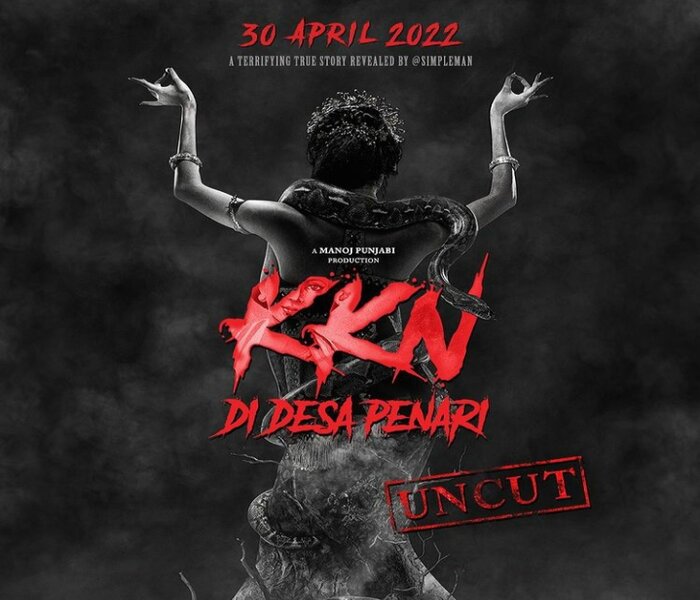 30 APRIL 2022
A TERRIFYING TRUE STORY REVEALED BY @SIMPLEMAN
A MANOJ PUNJABI
PRODUCTION
KKN
DI DESA PENARI
UNCUT